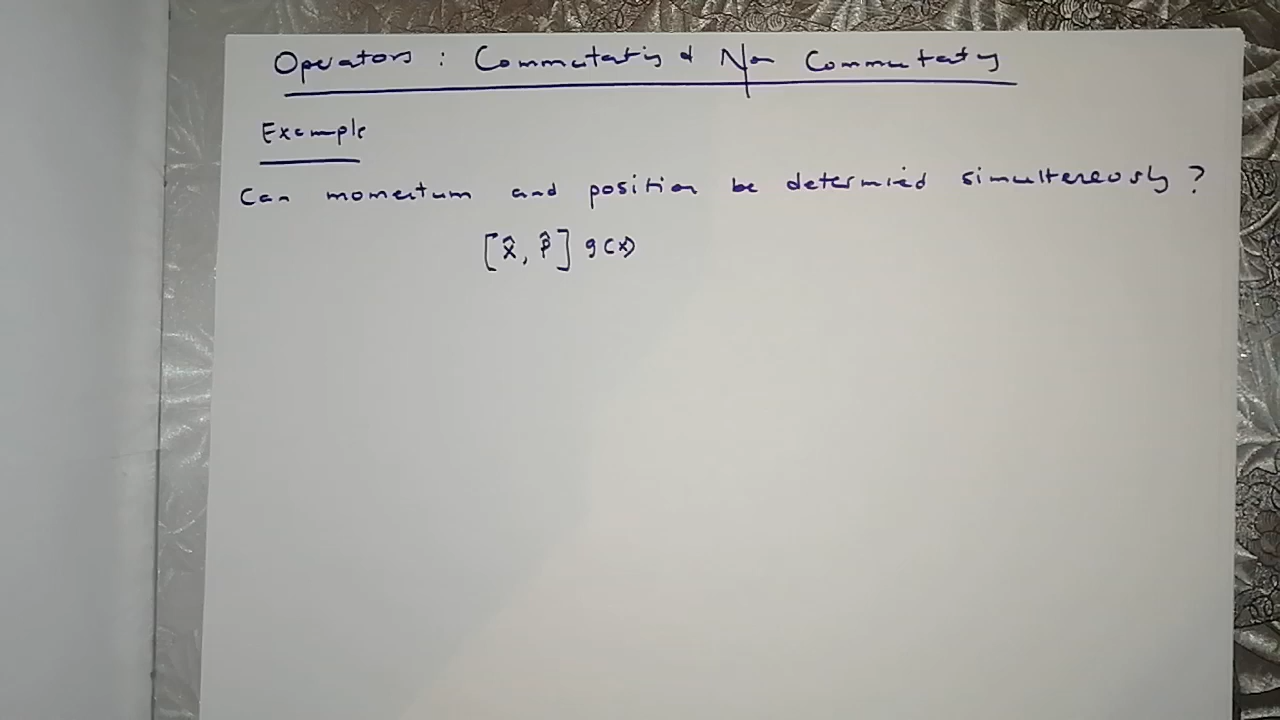 Operators : Commutating & Non Commutating
Example
Can momentum and position be determined simultaneously ?
[x̂, p̂] g(x)